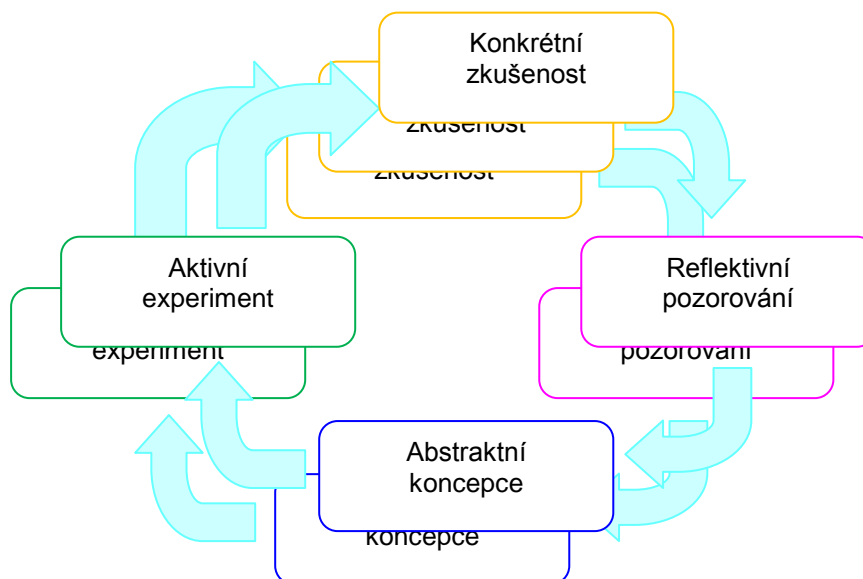 Konkrétní
zkušenost
zkušenost
zkušenost
Aktivní
experiment
experiment
Reflektivní
pozorování
pozorování
Abstraktní
koncepce
koncepce